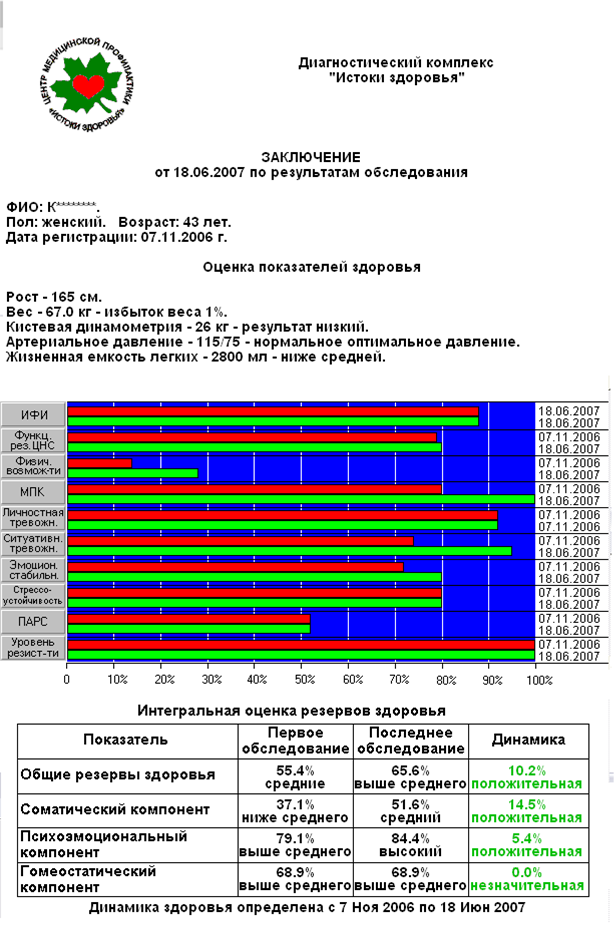 ЦЕНТР МЕДИЦИНСКОЙ ПРОФИЛАКТИКИ
"ИСТОКИ ЗДОРОВЬЯ"
Диагностический комплекс
"Истоки здоровья"
ЗАКЛЮЧЕНИЕ
от 18.06.2007 по результатам обследования
ФИО: К********.
Пол: женский. Возраст: 43 лет.
Дата регистрации: 07.11.2006 г.
Оценка показателей здоровья
Рост - 165 см.
Вес - 67.0 кг - избыток веса 1%.
Кистевая динамометрия - 26 кг - результат низкий.
Артериальное давление - 115/75 - нормальное оптимальное давление.
Жизненная емкость легких - 2800 мл - ниже средней.
ИФИ 18.06.2007
18.06.2007
Функц. 07.11.2006
рез.ЦНС 18.06.2007
Физич. 07.11.2006
возмож-ти 18.06.2007
МПК 07.11.2006
18.06.2007
Личностная 07.11.2006
тревожн. 07.11.2006
Ситуативн. 07.11.2006
тревожн. 18.06.2007
Эмоцион. 07.11.2006
стабильн. 18.06.2007
Стрессо- 07.11.2006
устойчивость 18.06.2007
ПАРС 07.11.2006
18.06.2007
Уровень 07.11.2006
резист-ти 18.06.2007
0 10% 20% 30% 40% 50% 60% 70% 80% 90% 100%
Интегральная оценка резервов здоровья
Показатель Первое обследование Последнее обследование Динамика
Общие резервы здоровья 55.4% средние 65.6% выше среднего 10.2% положительная
Соматический компонент 37.1% ниже среднего 51.6% средний 14.5% положительная
Психоэмоциональный компонент 79.1% выше среднего 84.4% высокий 5.4% положительная
Гомеостатический компонент 68.9% выше среднего 68.9% выше среднего 0.0% незначительная
Динамика здоровья определена с 7 Ноя 2006 по 18 Июн 2007